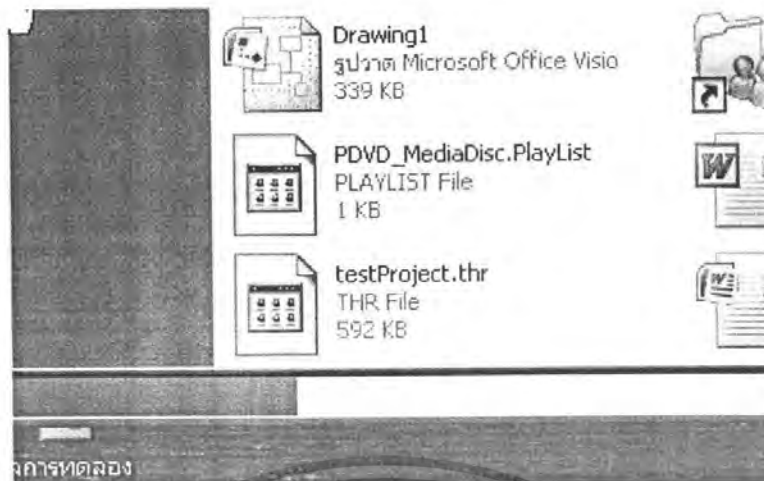 Drawing1
รูปวาด Microsoft Office Visio
339 KB
PDVD_MediaDisc.PlayList
PLAYLIST File
1 KB
testProject.thr
THR File
592 KB
W
W
ลการทดลอง